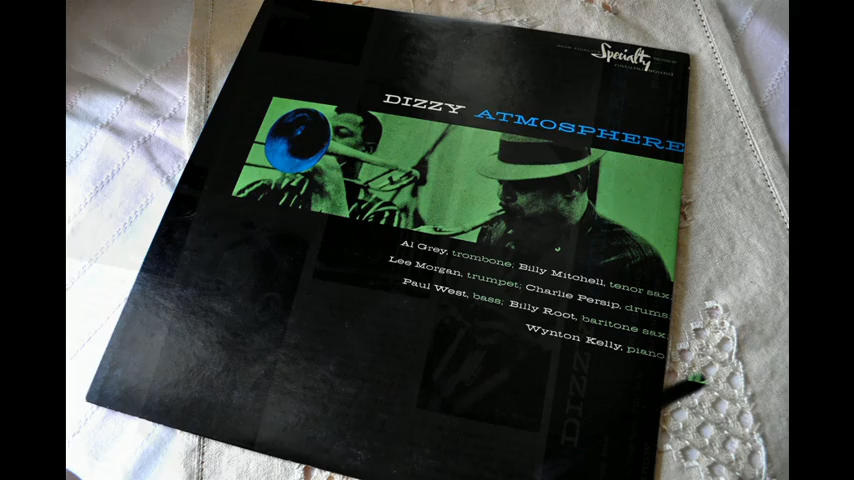 Specialty
DIZZY ATMOSPHERE
Al Grey, trombone; Billy Mitchell, tenor sax;
Lee Morgan, trumpet; Charlie Persip, drums;
Paul West, bass; Billy Root, baritone sax;
Wynton Kelly, piano
DIZZY